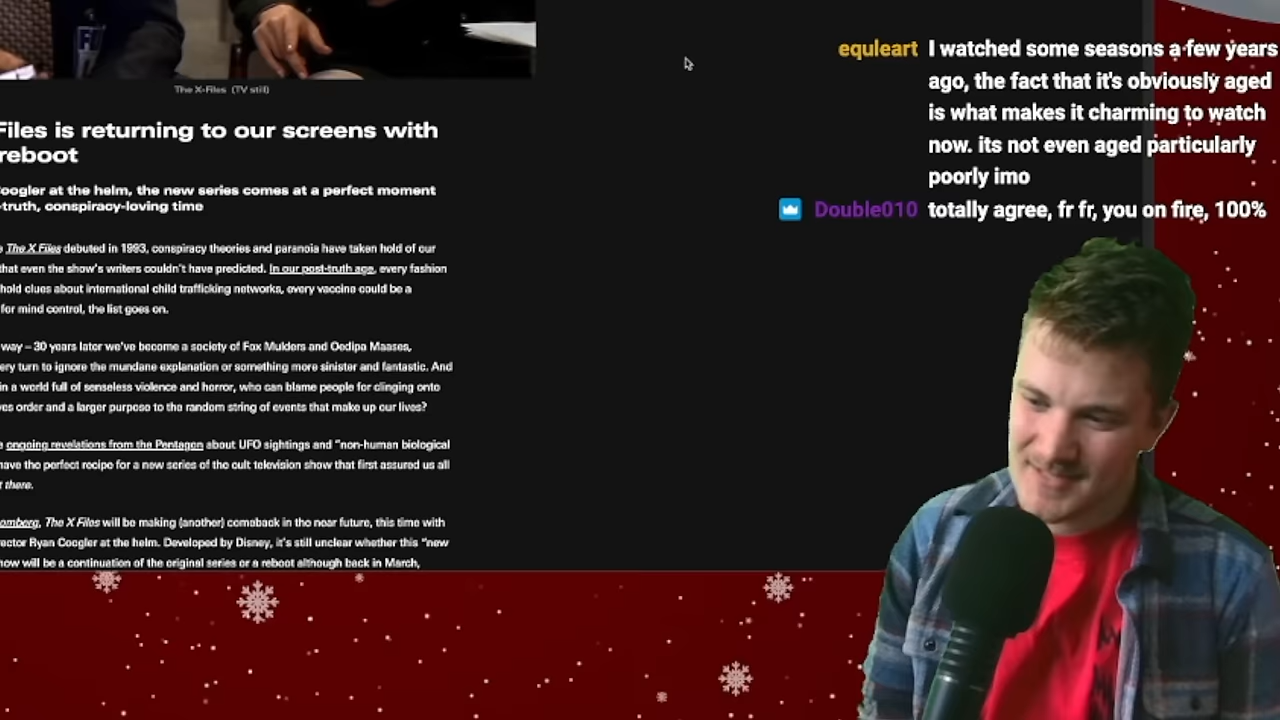 The X-Files (TV still)
Files is returning to our screens with
reboot
Coogler at the helm, the new series comes at a perfect moment
-truth, conspiracy-loving time
The X Files debuted in 1993, conspiracy theories and paranoia have taken hold of our
that even the show's writers couldn't have predicted. In our post-truth age, every fashion
hold clues about international child trafficking networks, every vaccine could be a
for mind control, the list goes on.
way – 30 years later we've become a society of Fox Mulders and Oedipa Maases,
ery turn to ignore the mundane explanation or something more sinister and fantastic. And
in a world full of senseless violence and horror, who can blame people for clinging onto
ves order and a larger purpose to the random string of events that make up our lives?
ongoing revelations from the Pentagon about UFO sightings and "non-human biological
have the perfect recipe for a new series of the cult television show that first assured us all
t there.
omberg, The X Files will be making (another) comeback in the near future, this time with
rector Ryan Coogler at the helm. Developed by Disney, it's still unclear whether this "new
how will be a continuation of the original series or a reboot although back in March,
equleart I watched some seasons a few years
ago, the fact that it's obviously aged
is what makes it charming to watch
now. its not even aged particularly
poorly imo
Double010 totally agree, fr fr, you on fire, 100%